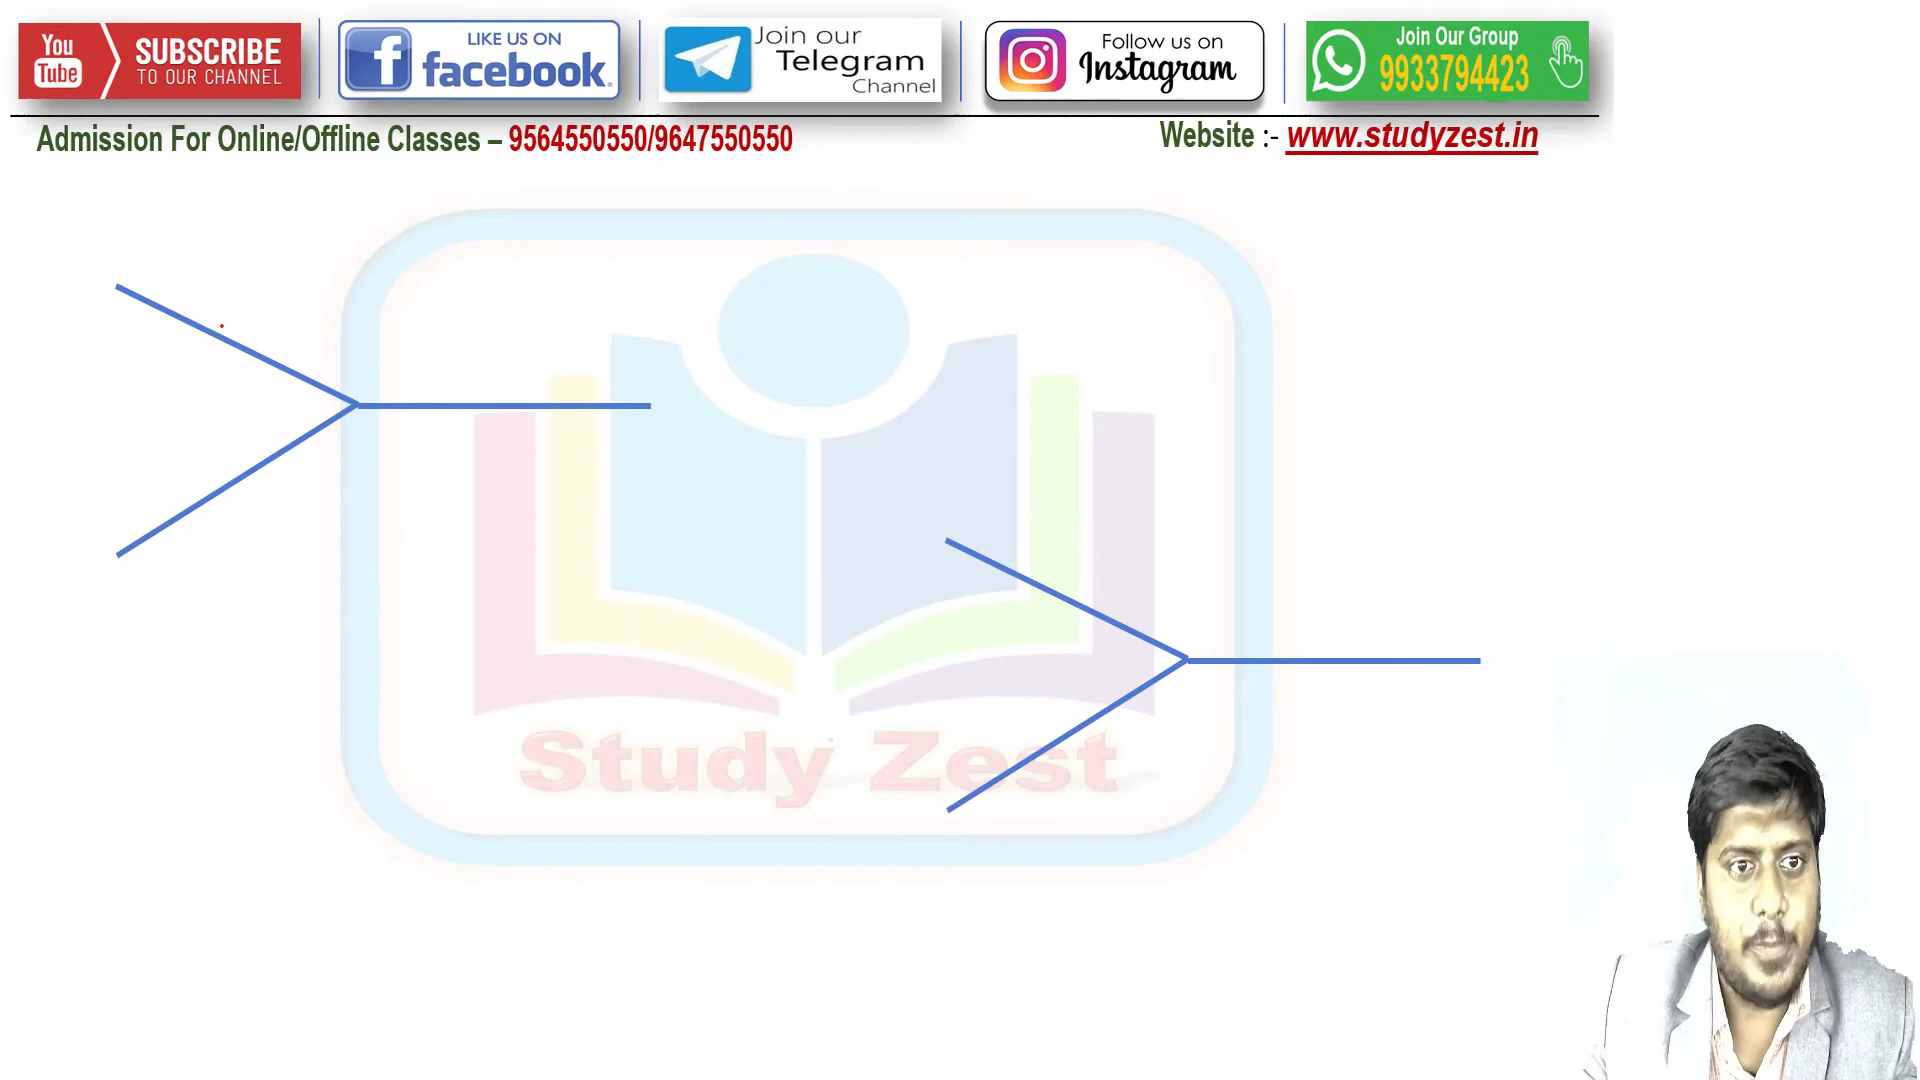 You Tube SUBSCRIBE TO OUR CHANNEL
LIKE US ON facebook.
Join our Telegram Channel
Follow us on Instagram
Join Our Group 9933794423
Admission For Online/Offline Classes – 9564550550/9647550550
Website :- www.studyzest.in
Study Zest